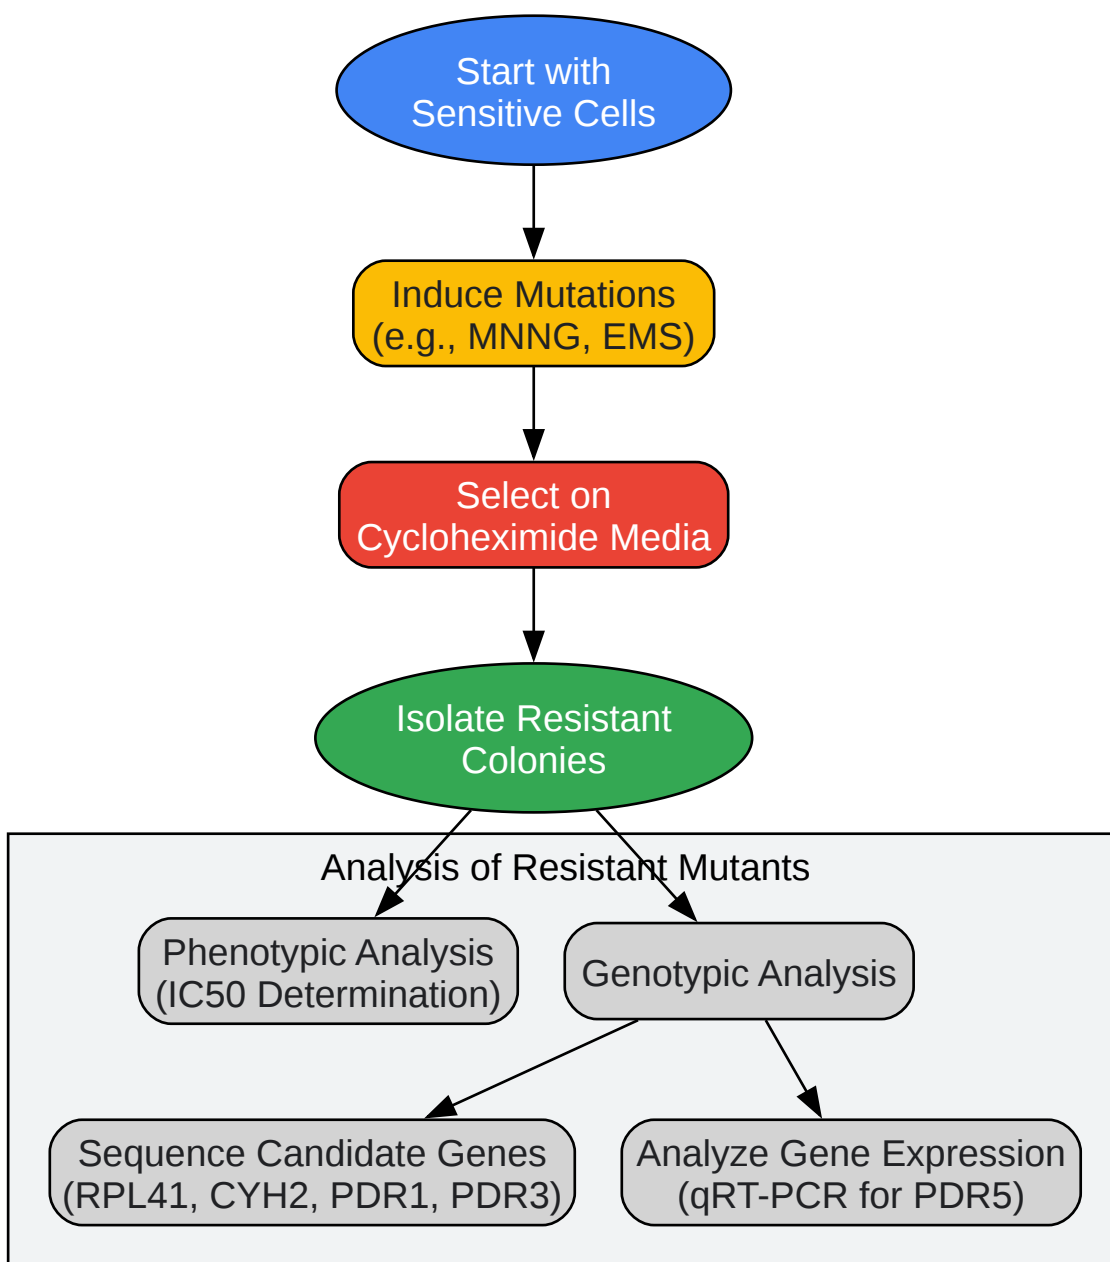 Start with
Sensitive Cells
Induce Mutations
(e.g., MNNG, EMS)
Select on
Cycloheximide Media
Isolate Resistant
Colonies
Analysis of Resistant Mutants
Phenotypic Analysis
(IC50 Determination)
Genotypic Analysis
Sequence Candidate Genes
(RPL41, CYH2, PDR1, PDR3)
Analyze Gene Expression
(qRT-PCR for PDR5)